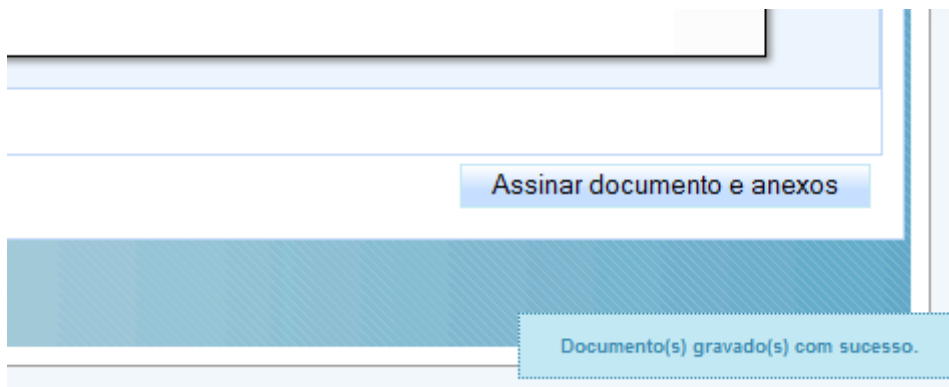 Assinar documento e anexos
Documento(s) gravado(s) com sucesso.